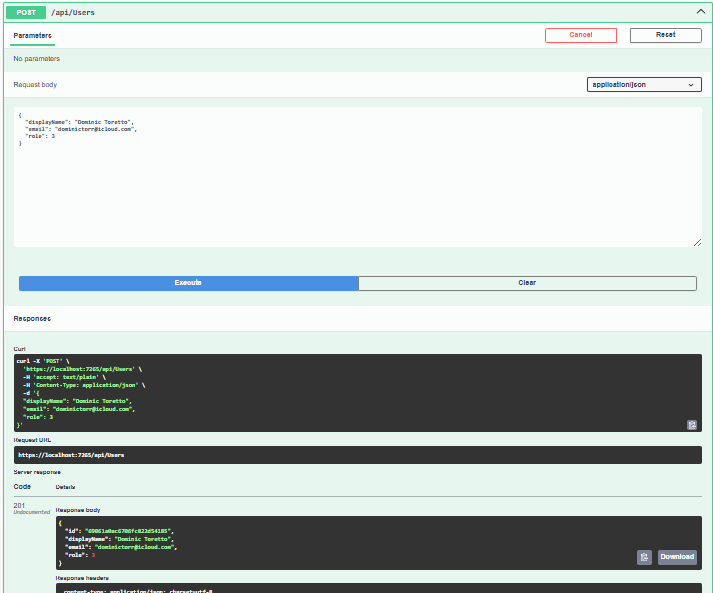 POST /api/Users
Parameters
Cancel
Reset
No parameters
Request body
application/json
{
"displayName": "Dominic Toretto",
"email": "dominictorr@icloud.com",
"role": 3
}
Execute
Clear
Responses
Curl
curl -X 'POST' \
'https://localhost:7265/api/Users' \
-H 'accept: text/plain' \
-H 'Content-Type: application/json' \
-d '{
"displayName": "Dominic Toretto",
"email": "dominictorr@icloud.com",
"role": 3
}'
Request URL
https://localhost:7265/api/Users
Server response
Code Details
201
Undocumented
Response body
{
"id":
"displayName": "Dominic Toretto",
"email": "dominictorr@icloud.com",
"role": 3
}
Download
Response headers
content-type: application/json; charset=utf-8